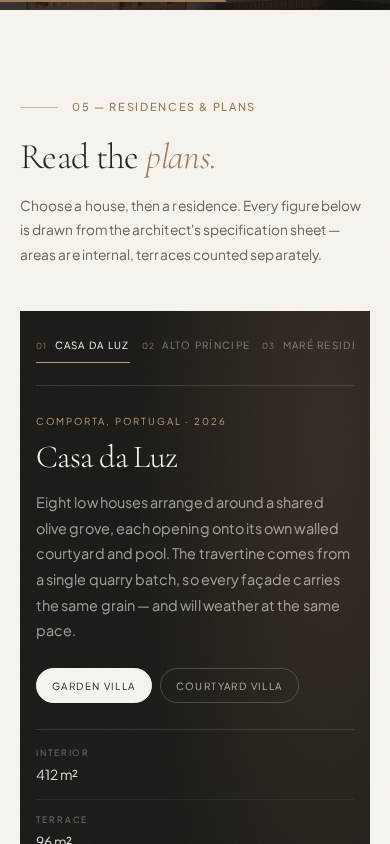 05 — RESIDENCES & PLANS
Read the plans.
Choose a house, then a residence. Every figure below
is drawn from the architect's specification sheet —
areas are internal, terraces counted separately.
01 CASA DA LUZ 02 ALTO PRÍNCIPE 03 MARÉ RESIDI
COMPORTA, PORTUGAL · 2026
Casa da Luz
Eight low houses arranged around a shared
olive grove, each opening onto its own walled
courtyard and pool. The travertine comes from
a single quarry batch, so every façade carries
the same grain — and will weather at the same
pace.
GARDEN VILLA COURTYARD VILLA
INTERIOR
412 m²
TERRACE
96 m²